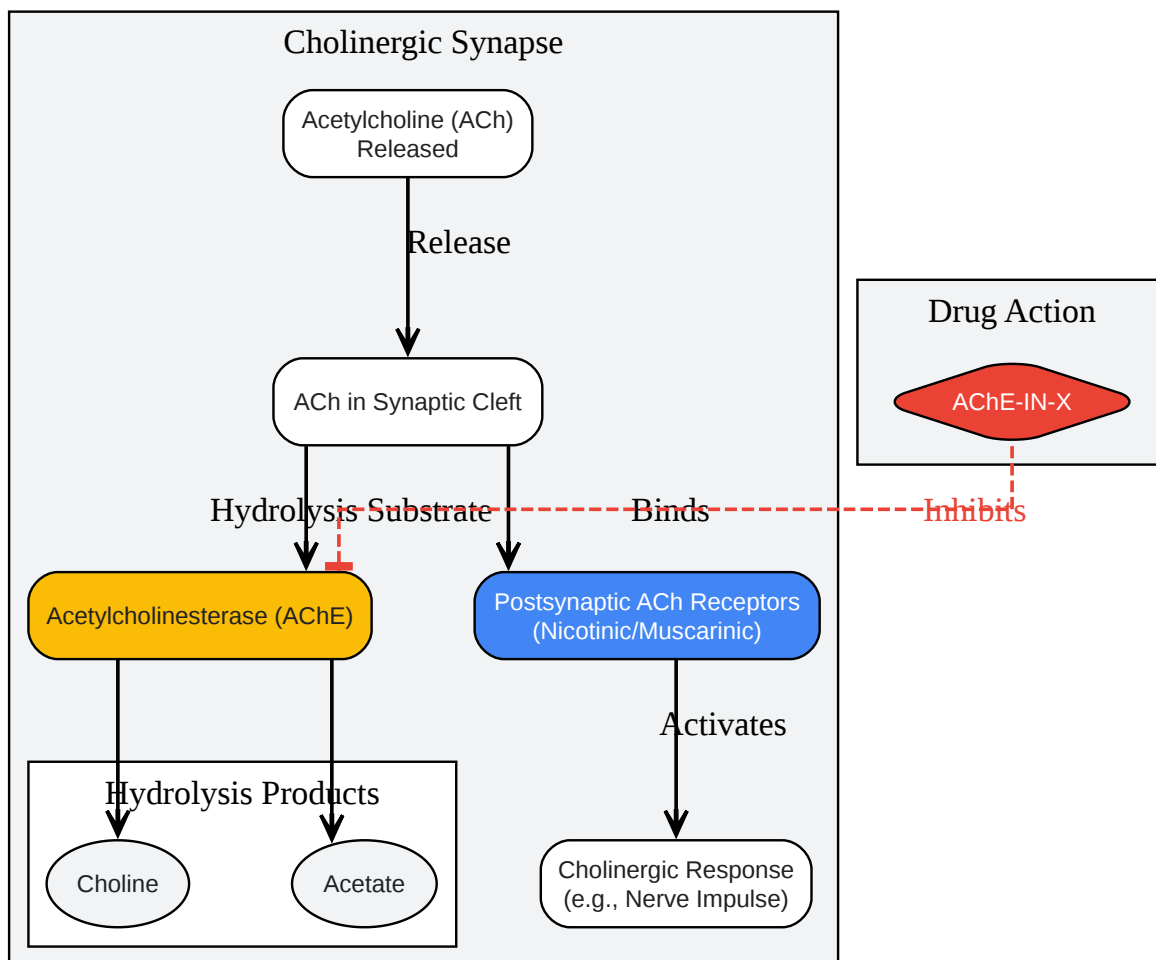 Cholinergic Synapse
Acetylcholine (ACh)
Released
Release
Drug Action
ACh in Synaptic Cleft
AChE-IN-X
Hydrolysis Substrate
Binds
Inhibits
Acetylcholinesterase (AChE)
Postsynaptic ACh Receptors
(Nicotinic/Muscarinic)
Activates
Hydrolysis Products
Choline
Acetate
Cholinergic Response
(e.g., Nerve Impulse)